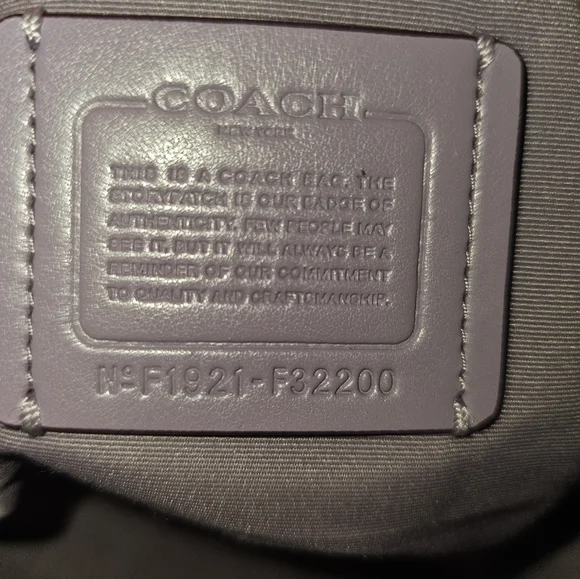 COACH
NEW YORK
THIS IS A COACH BAG. THE
STORYPATCH IS OUR BADGE OF
AUTHENTICITY. FEW PEOPLE MAY
SEE IT. BUT IT WILL ALWAYS BE A
REMINDER OF OUR COMMITMENT
TO QUALITY AND CRAFTSMANSHIP.
Nº F1921-F32200